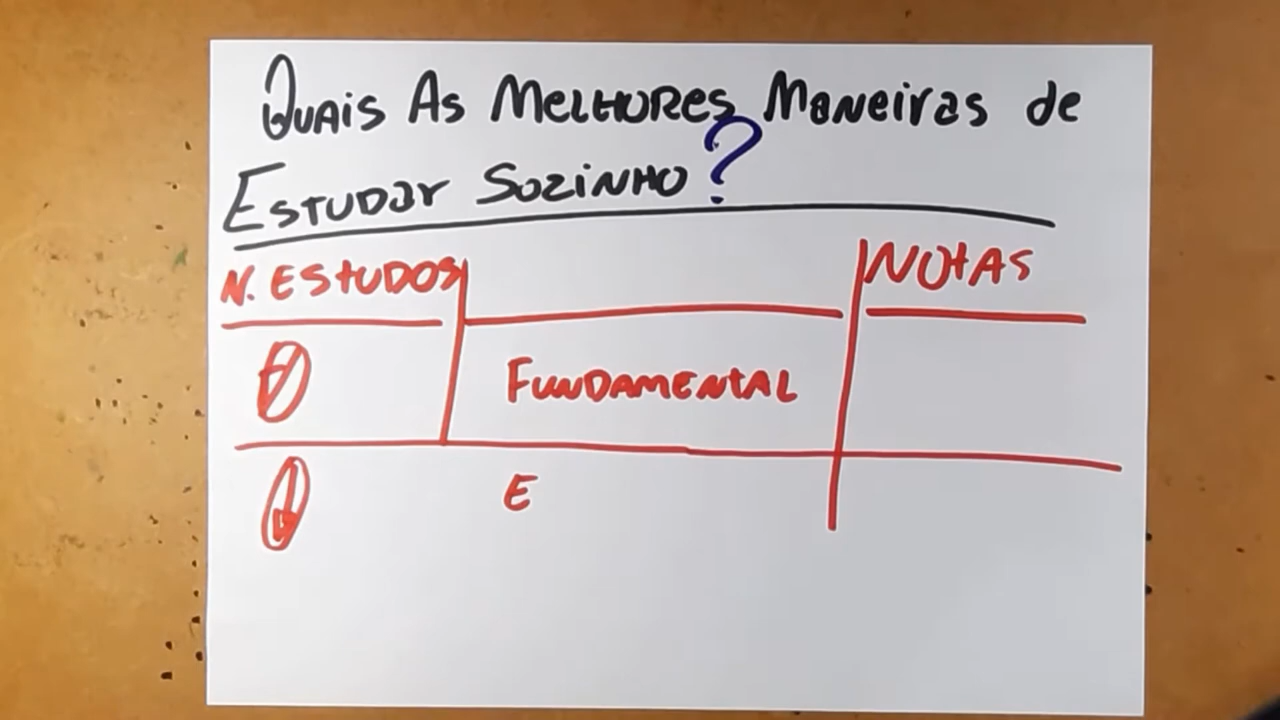 Quais As Melhores Maneiras de
Estudar Sozinho?
N. ESTUDOS
NOtAS
FUNDAMENTAL
E